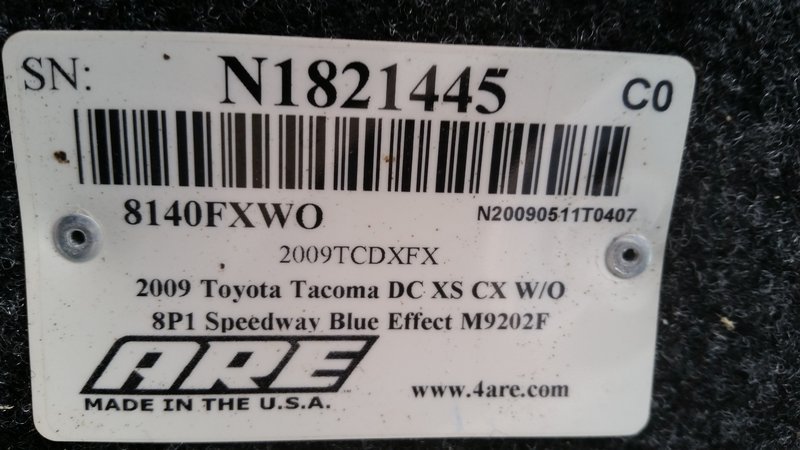 SN: N1821445 C0
8140FXWO N20090511T0407
2009TCDXFX
2009 Toyota Tacoma DC XS CX W/O
8P1 Speedway Blue Effect M9202F
ARE
MADE IN THE U.S.A. www.4are.com